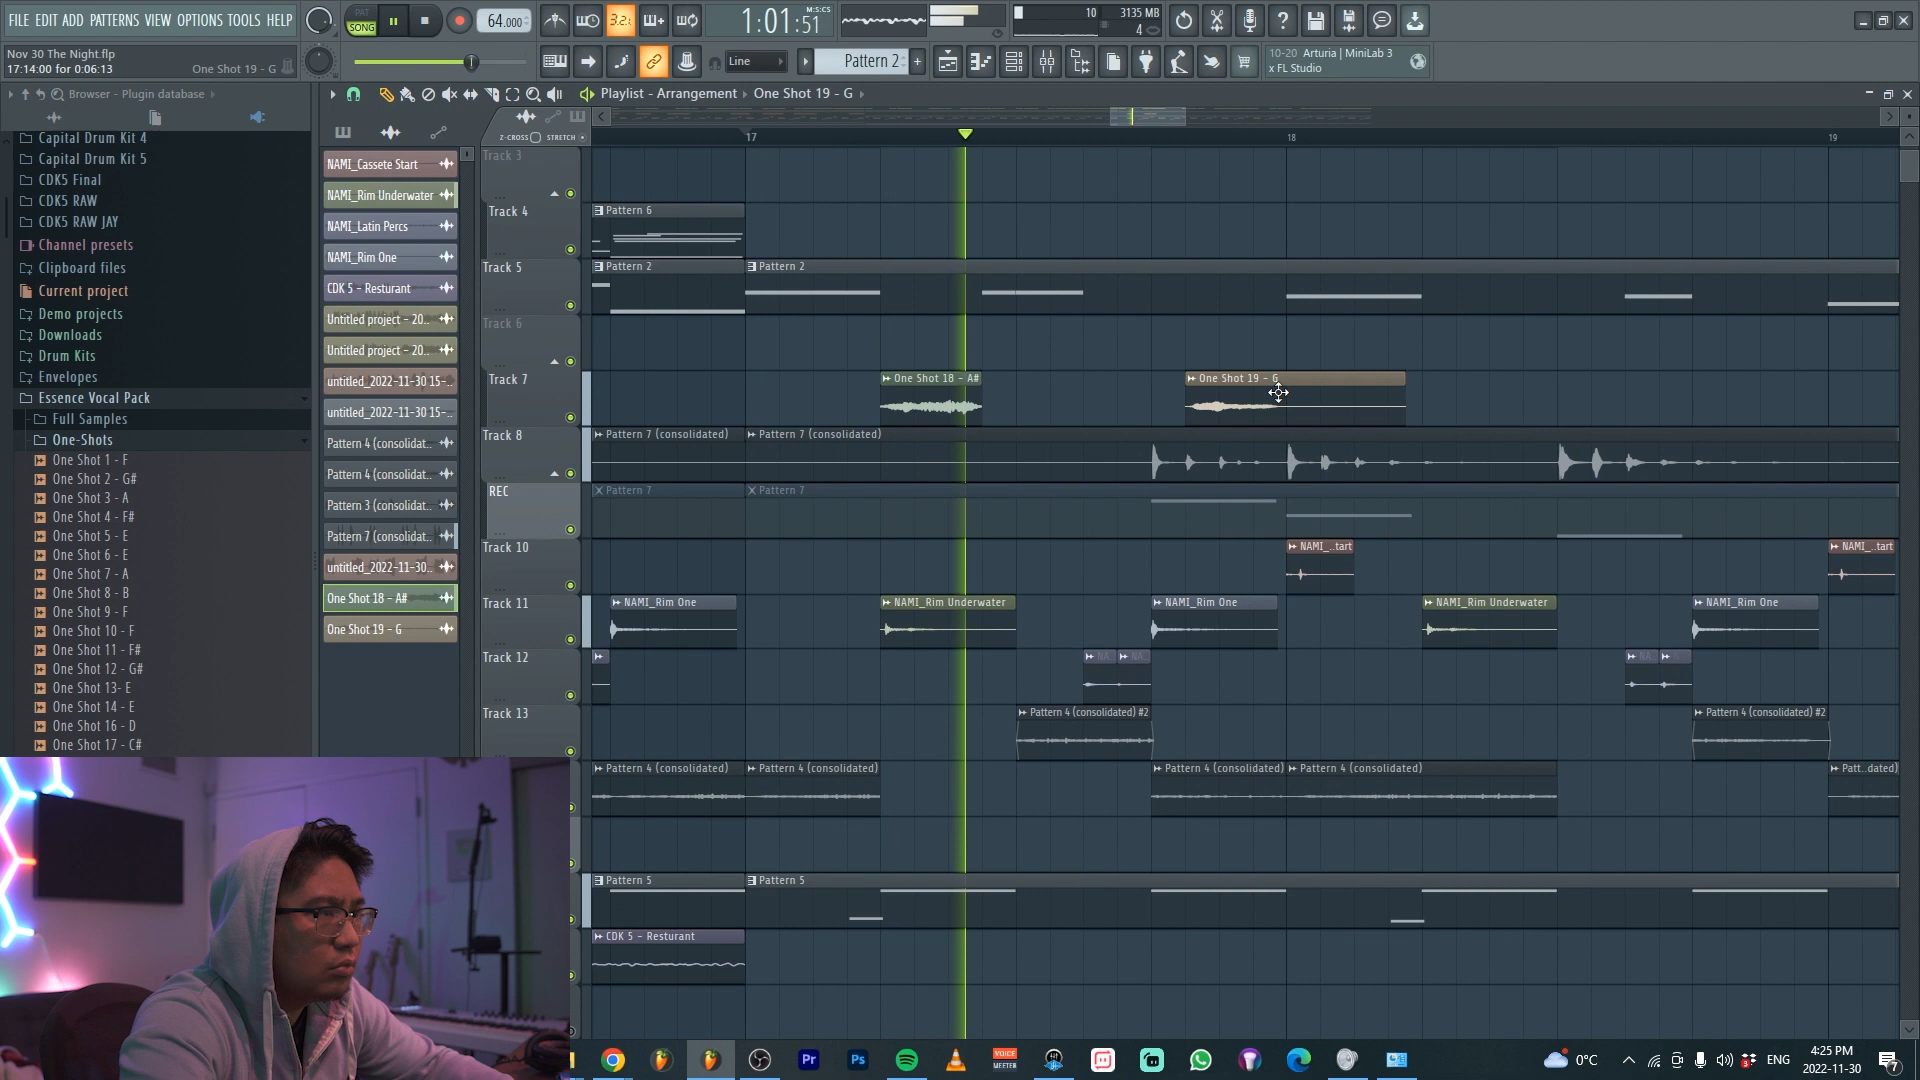 FILE EDIT ADD PATTERNS VIEW OPTIONS TOOLS HELP
PAT
SONG
64.000
3.2.
1:01:51
M:S:CS
10
3135 MB
4
Nov 30 The Night.flp
17:14:00 for 0:06:13
One Shot 19 - G
Line
Pattern 2
10-20 Arturia | MiniLab 3
x FL Studio
Browser - Plugin database
Playlist - Arrangement
One Shot 19 - G
Z-CROSS
STRETCH
17
18
19
Capital Drum Kit 4
Capital Drum Kit 5
CDK5 Final
CDK5 RAW
CDK5 RAW JAY
Channel presets
Clipboard files
Current project
Demo projects
Downloads
Drum Kits
Envelopes
Essence Vocal Pack
Full Samples
One-Shots
One Shot 1 - F
One Shot 2 - G#
One Shot 3 - A
One Shot 4 - F#
One Shot 5 - E
One Shot 6 - E
One Shot 7 - A
One Shot 8 - B
One Shot 9 - F
One Shot 10 - F
One Shot 11 - F#
One Shot 12 - G#
One Shot 13- E
One Shot 14 - E
One Shot 16 - D
One Shot 17 - C#
NAMI_Cassete Start
NAMI_Rim Underwater
NAMI_Latin Percs
NAMI_Rim One
CDK 5 - Resturant
Untitled project - 20..
Untitled project - 20..
untitled_2022-11-30 15-..
untitled_2022-11-30 15-..
Pattern 4 (consolidat..
Pattern 4 (consolidat..
Pattern 3 (consolidat..
Pattern 7 (consolidat..
untitled_2022-11-30..
One Shot 18 - A#
One Shot 19 - G
Track 3
Track 4
Pattern 6
Track 5
Pattern 2
Pattern 2
Track 6
Track 7
One Shot 18 - A#
One Shot 19 - G
Track 8
Pattern 7 (consolidated)
Pattern 7 (consolidated)
REC
Pattern 7
Pattern 7
Track 10
NAMI_..tart
NAMI_..tart
Track 11
NAMI_Rim One
NAMI_Rim Underwater
NAMI_Rim One
NAMI_Rim Underwater
NAMI_Rim One
Track 12
Track 13
Pattern 4 (consolidated) #2
Pattern 4 (consolidated) #2
Pattern 4 (consolidated)
Pattern 4 (consolidated)
Pattern 4 (consolidated)
Pattern 4 (consolidated)
Patt..dated)
Pattern 5
Pattern 5
CDK 5 - Resturant
Pr
Ps
VOICE
MEETER
0°C
ENG
4:25 PM
2022-11-30
7